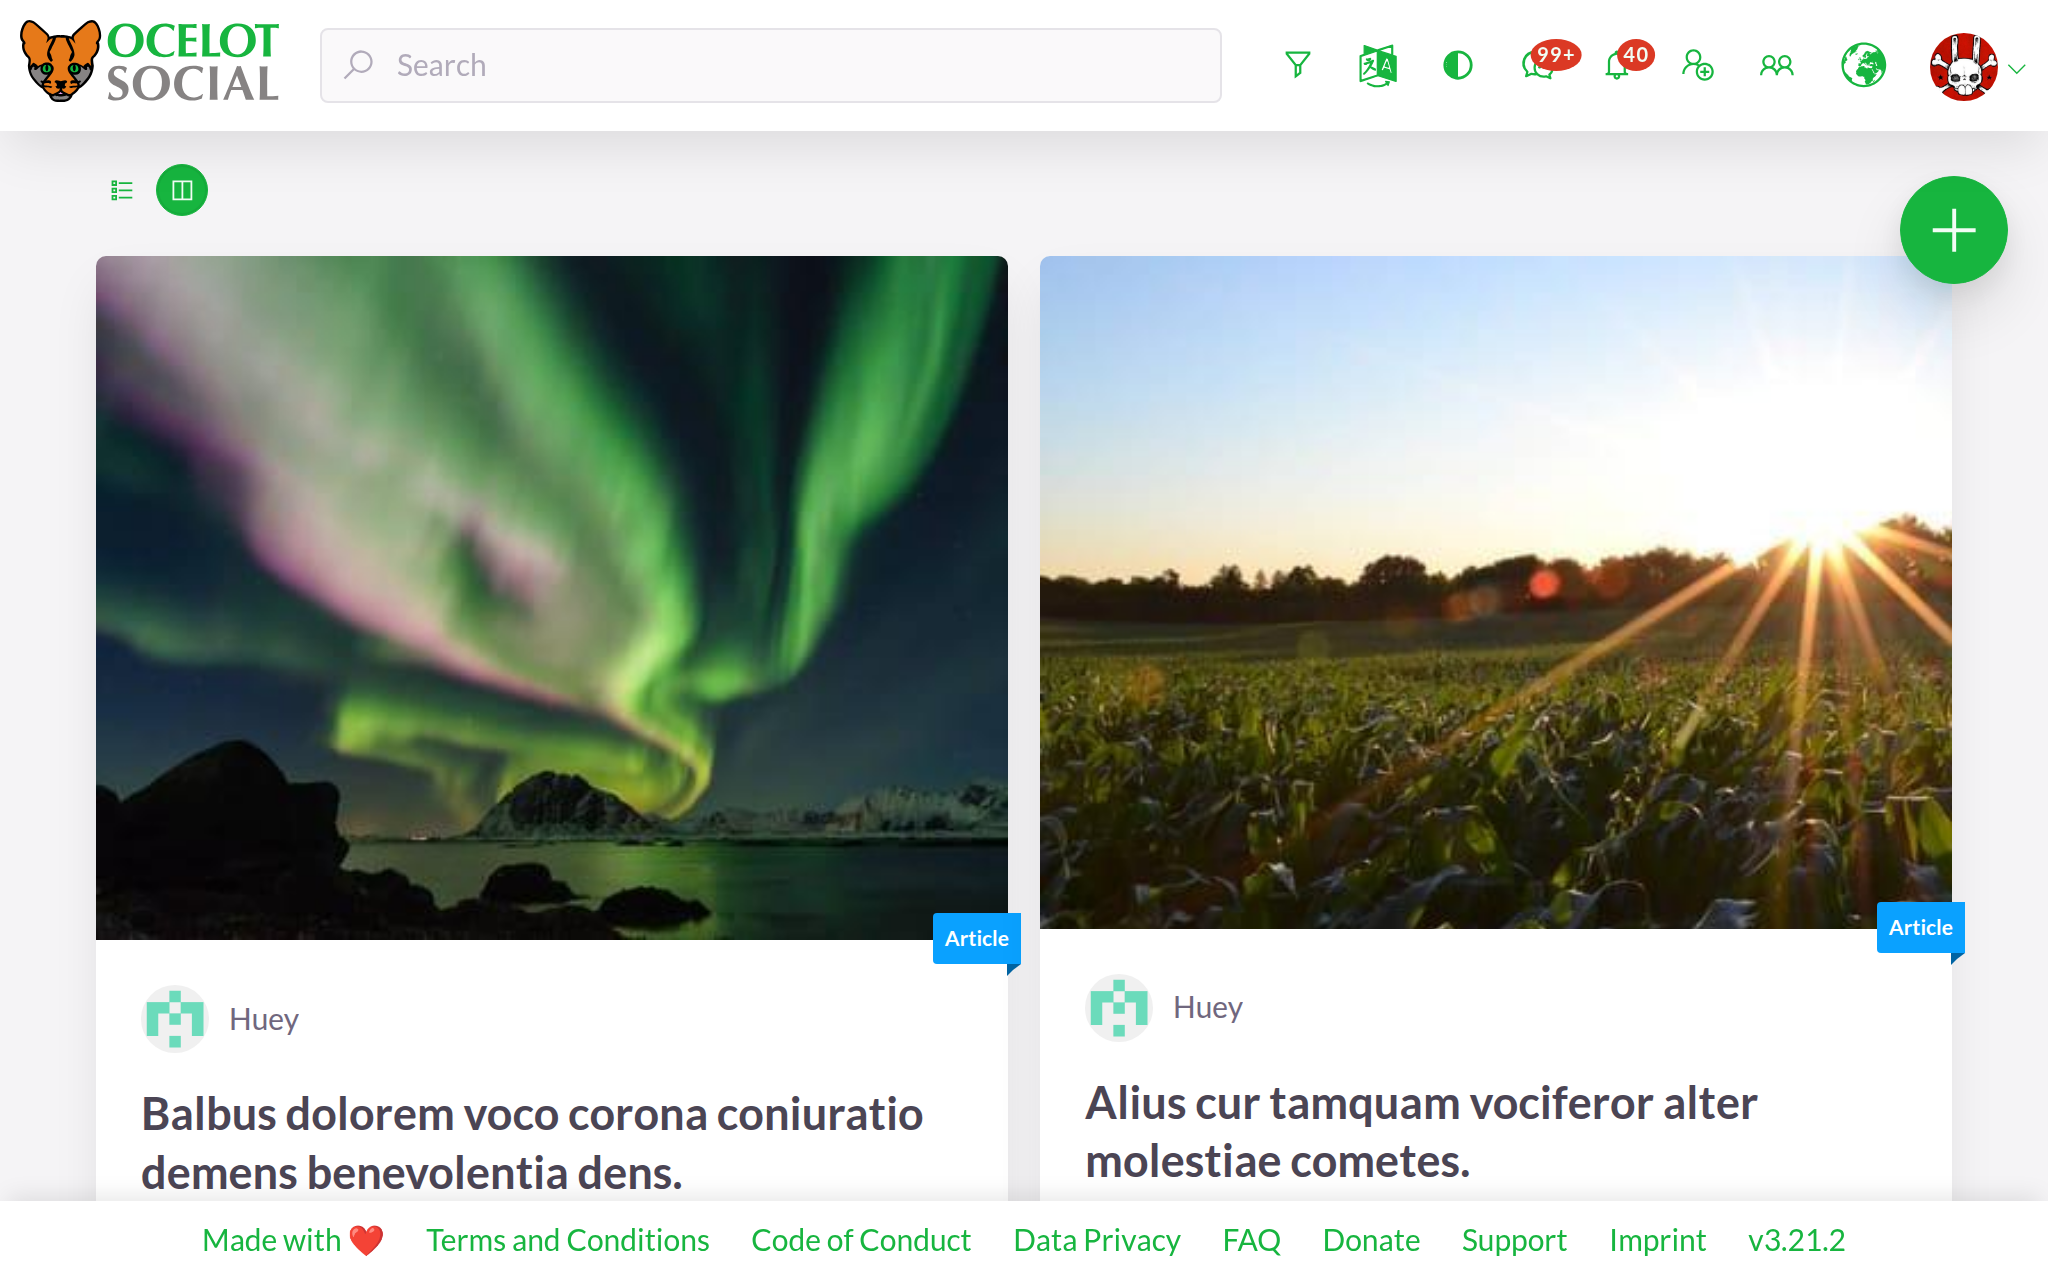 OCELOT
SOCIAL
Search
A
99+
40
Article
Article
Huey
Huey
Balbus dolorem voco corona coniuratio
demens benevolentia dens.
Alius cur tamquam vociferor alter
molestiae cometes.
Made with ❤️ Terms and Conditions Code of Conduct Data Privacy FAQ Donate Support Imprint v3.21.2